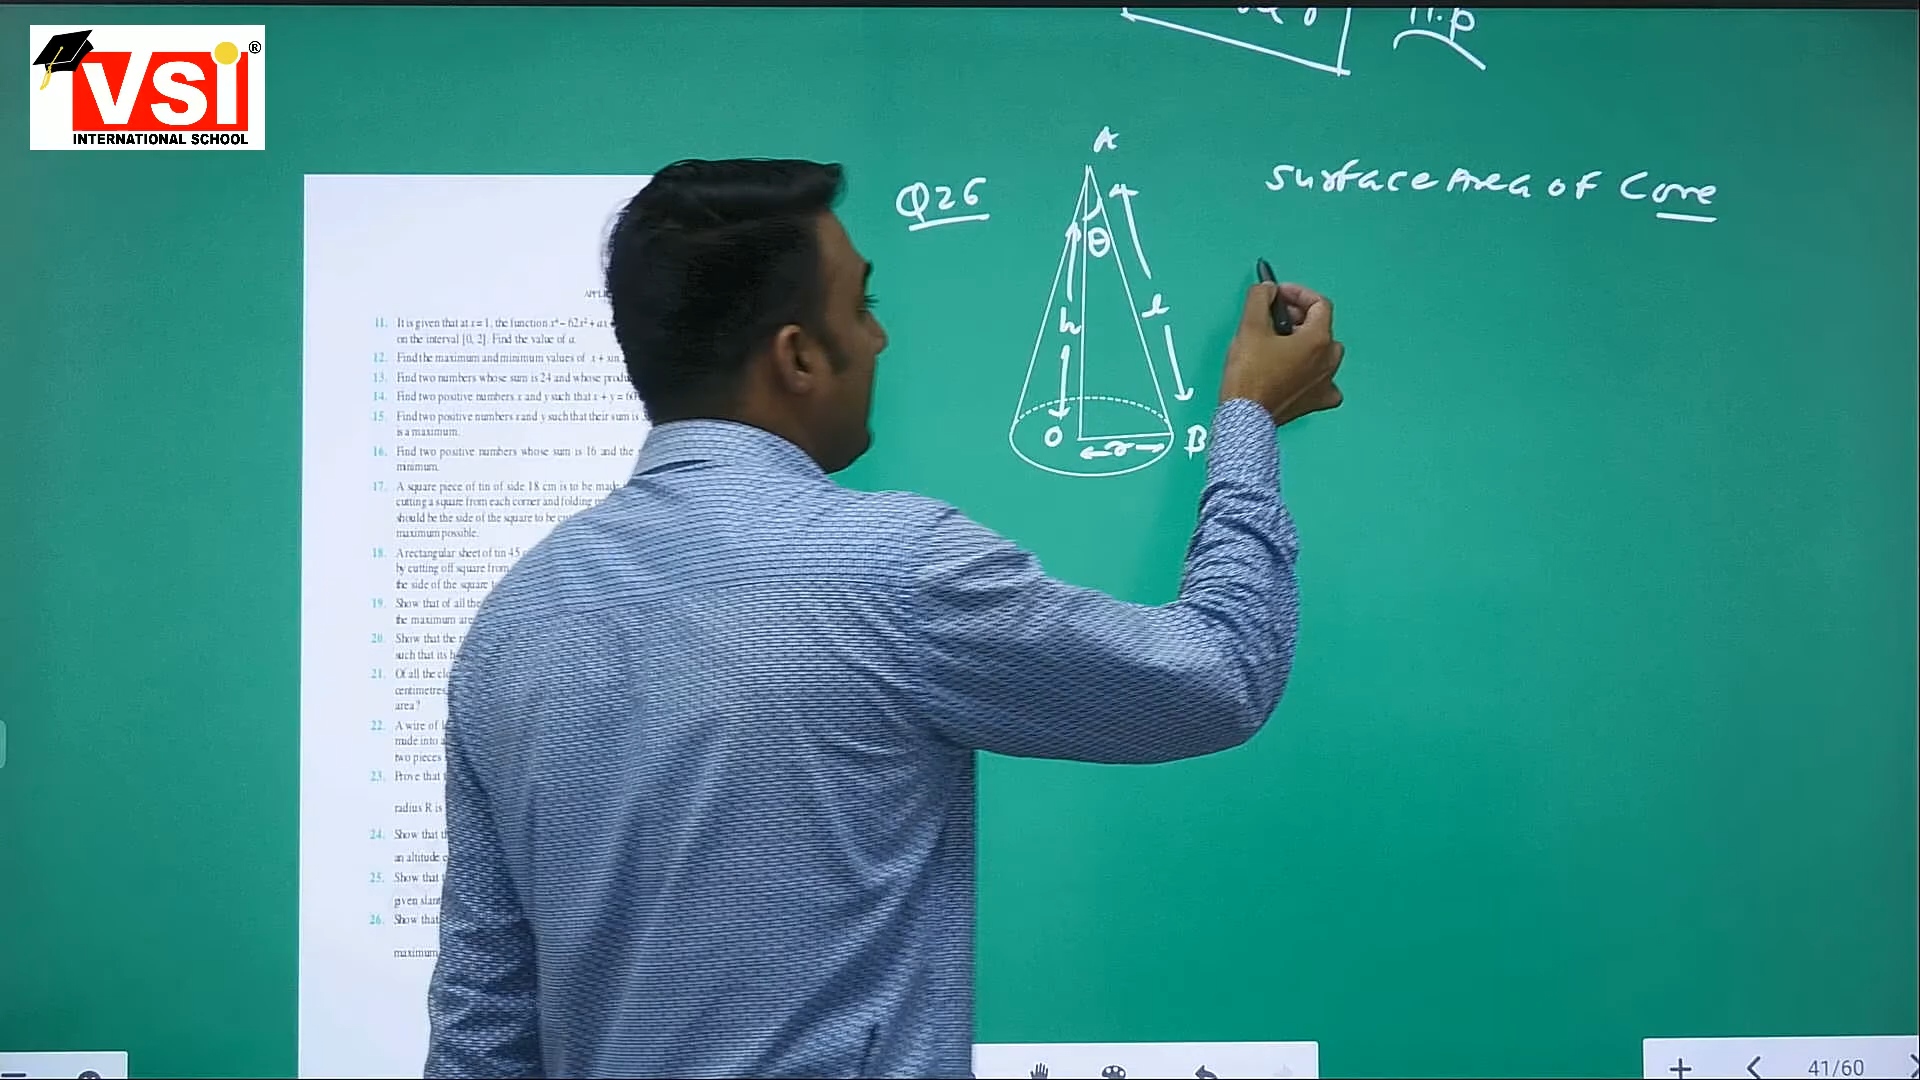 VSI
INTERNATIONAL SCHOOL
®
π.p
Q26
A
θ
h
l
O
r
B
Surface Area of Cone
11. It is given that at x = 1, the function x⁴ – 62x² + ax
on the interval [0, 2]. Find the value of a.
12. Find the maximum and minimum values of x + sin
13. Find two numbers whose sum is 24 and whose
14. Find two positive numbers x and y such that x + y = 60
15. Find two positive numbers x and y such that their sum is
is a maximum.
16. Find two positive numbers whose sum is 16 and the
minimum.
17. A square piece of tin of side 18 cm is to be made
cutting a square from each corner and folding
should be the side of the square to be
maximum possible.
18. A rectangular sheet of tin 45
by cutting off square from
the side of the square
19. Show that of all the
the maximum
20. Show that the
such that its
21. Of all the
centimetres,
area?
22. A wire of
made into
two pieces
23. Prove that
radius R is
24. Show that
an altitude
25. Show that
given
26. Show that
maximum
41/60